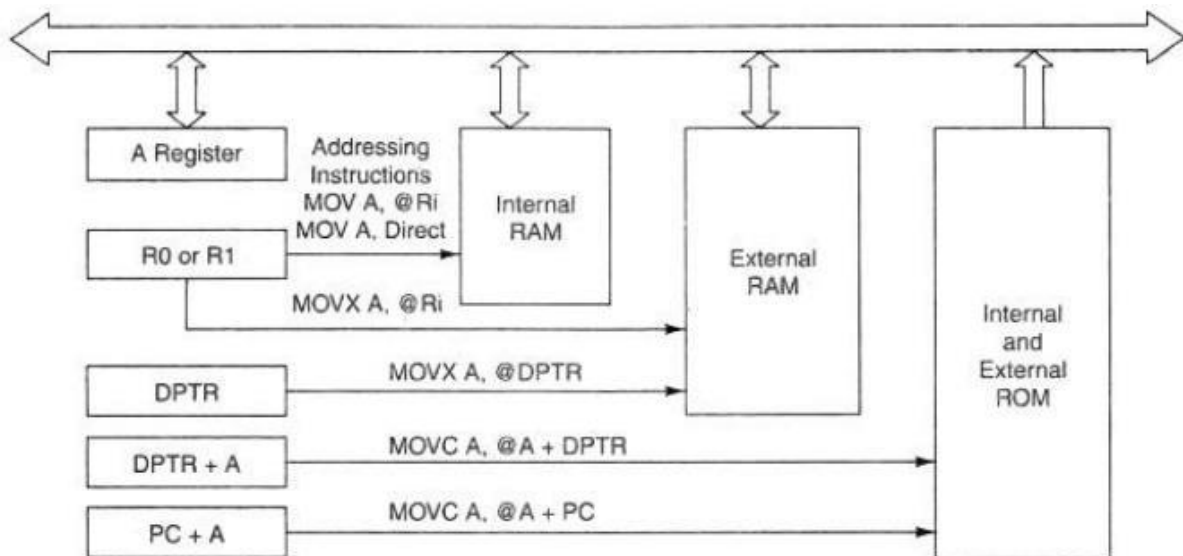 A Register
Addressing
Instructions
MOV A, @Ri
MOV A, Direct
Internal
RAM
R0 or R1
External
RAM
MOVX A, @Ri
Internal
and
External
ROM
DPTR
MOVX A, @DPTR
DPTR + A
MOVC A, @A + DPTR
PC + A
MOVC A, @A + PC